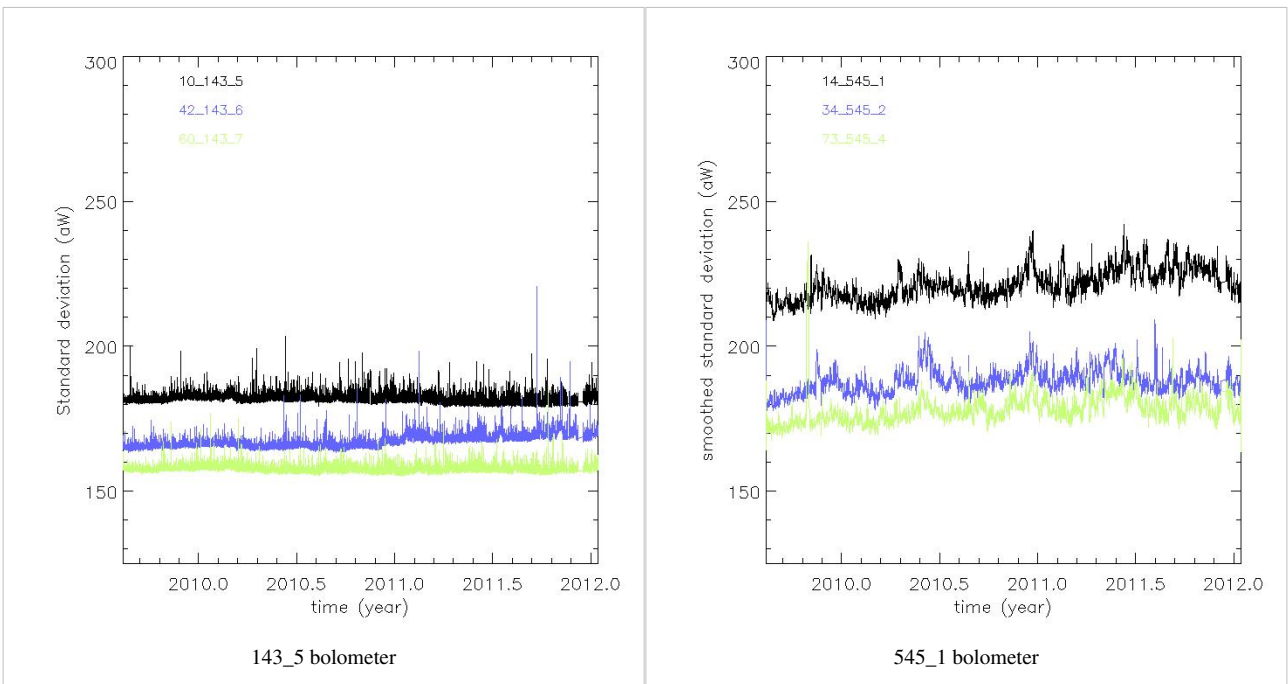 300
250
200
150
Standard deviation (aW)
10_143_5
42_143_6
60_143_7
2010.0 2010.5 2011.0 2011.5 2012.0
time (year)
143_5 bolometer
300
250
200
150
smoothed standard deviation (aW)
14_545_1
34_545_2
73_545_4
2010.0 2010.5 2011.0 2011.5 2012.0
time (year)
545_1 bolometer